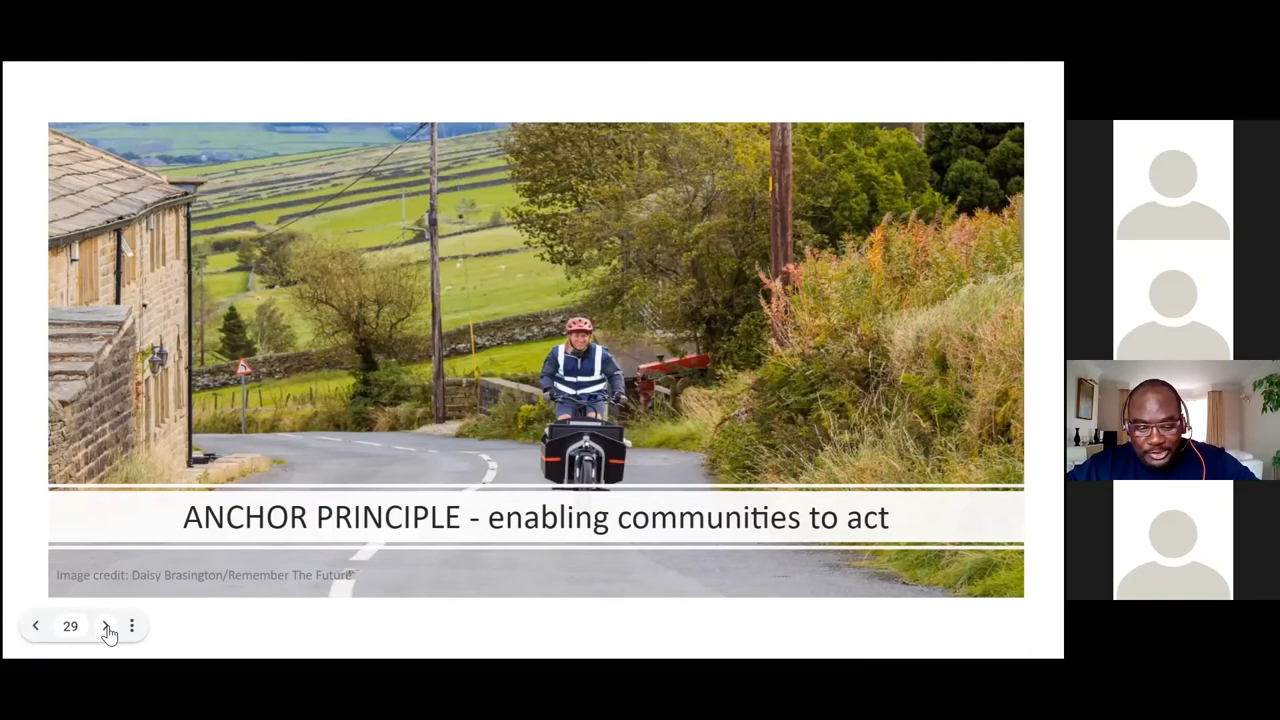 ANCHOR PRINCIPLE - enabling communities to act
Image credit: Daisy Brasington/Remember The Future
29